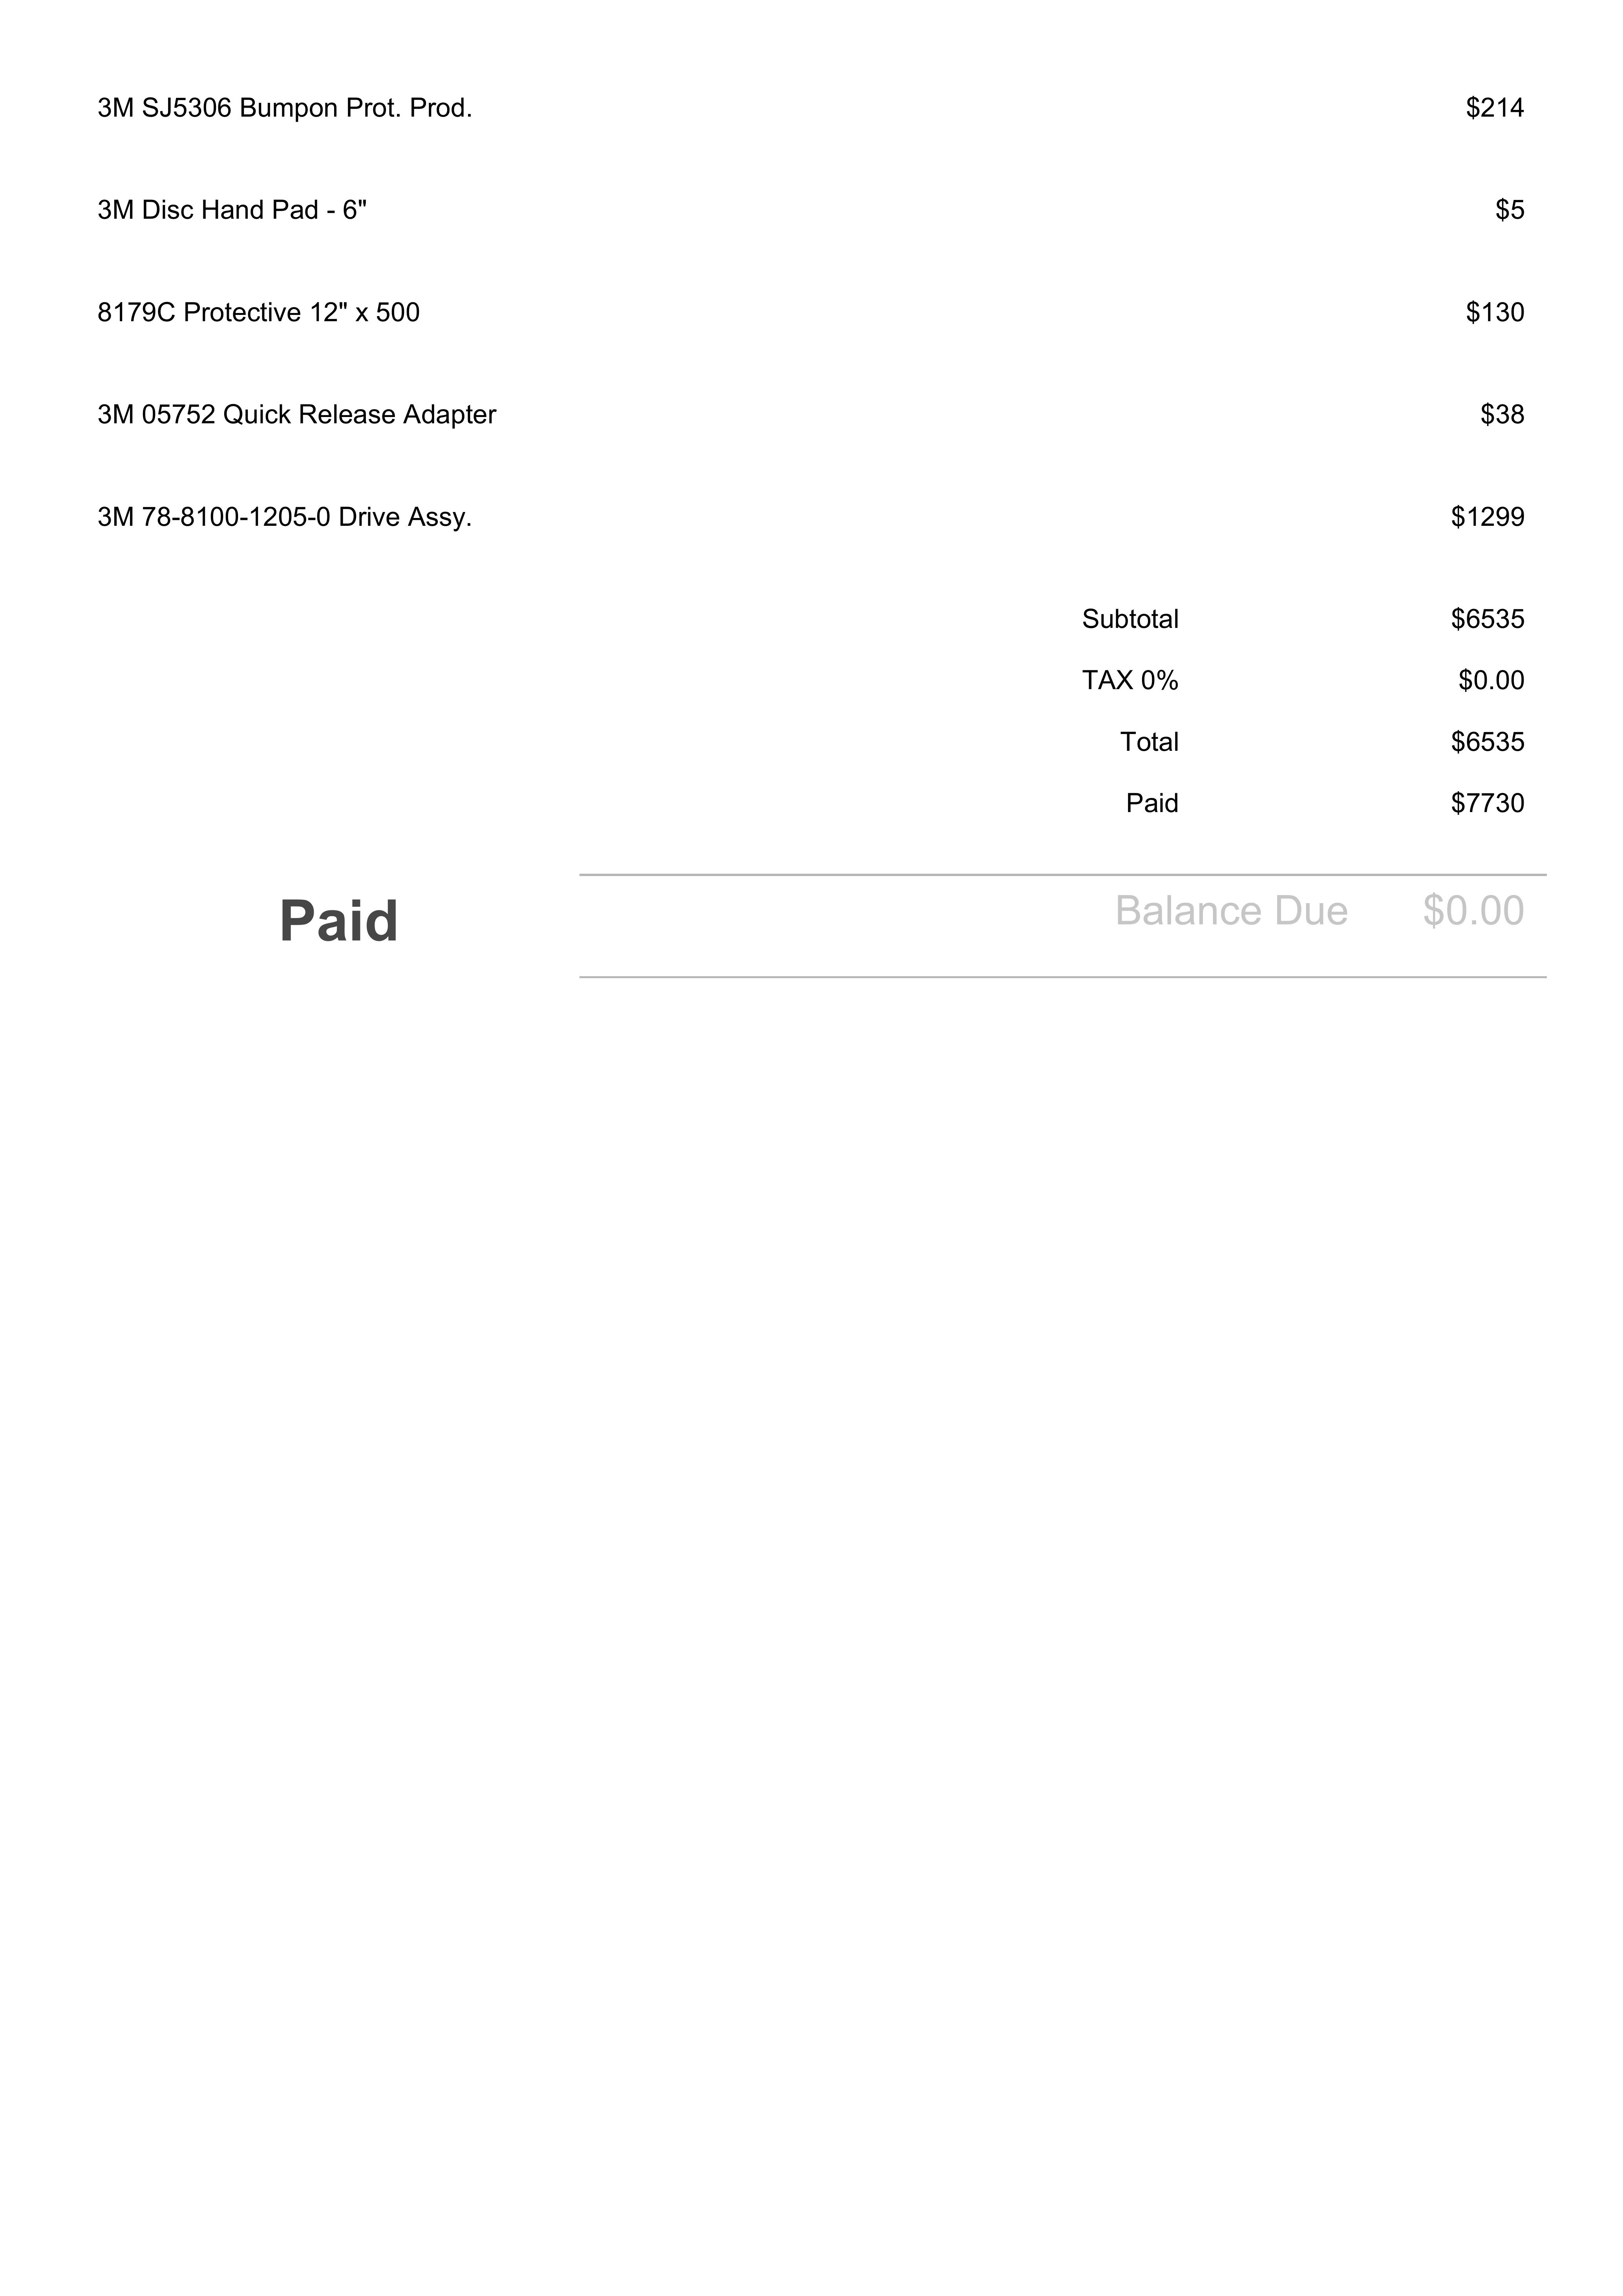 3M SJ5306 Bumpon Prot. Prod. $214
3M Disc Hand Pad - 6" $5
8179C Protective 12" x 500 $130
3M 05752 Quick Release Adapter $38
3M 78-8100-1205-0 Drive Assy. $1299
Subtotal $6535
TAX 0% $0.00
Total $6535
Paid $7730
Paid Balance Due $0.00